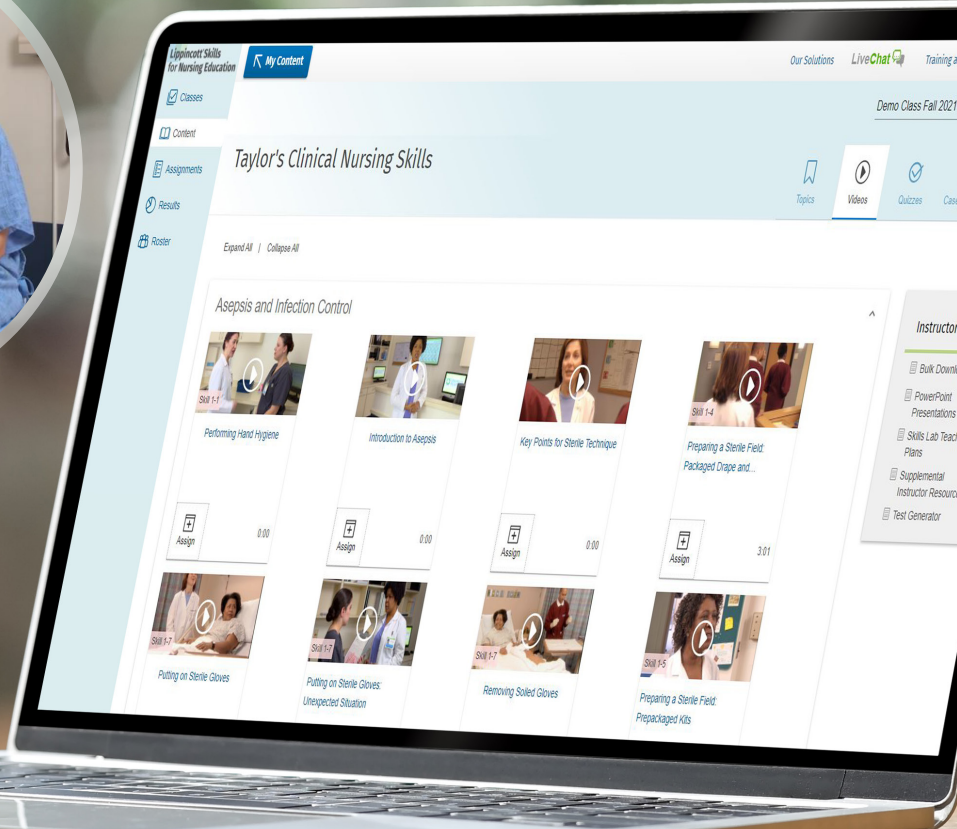 Lippincott Skills
for Nursing Education
My Content
Our Solutions
LiveChat
Training
Demo Class Fall 2021
Classes
Content
Assignments
Results
Roster
Taylor's Clinical Nursing Skills
Topics
Videos
Quizzes
Expand All | Collapse All
Asepsis and Infection Control
Skill 1-1
Performing Hand Hygiene
Assign
0:00
Introduction to Asepsis
Assign
0:00
Key Points for Sterile Technique
Assign
0:00
Skill 1-4
Preparing a Sterile Field:
Packaged Drape and...
Assign
3:01
Skill 1-7
Putting on Sterile Gloves
Skill 1-7
Putting on Sterile Gloves:
Unexpected Situation
Skill 1-7
Removing Soiled Gloves
Skill 1-5
Preparing a Sterile Field:
Prepackaged Kits
Instructor
Bulk
PowerPoint
Presentations
Skills Lab
Plans
Supplemental
Instructor
Test Generator